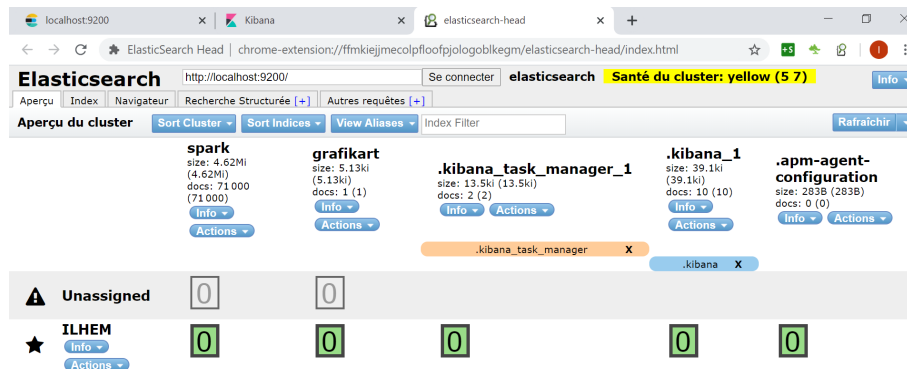 localhost:9200
Kibana
elasticsearch-head
ElasticSearch Head | chrome-extension://ffmkiejjmecolpfloofpjologoblkegm/elasticsearch-head/index.html
Elasticsearch
http://localhost:9200/
Se connecter
elasticsearch
Santé du cluster: yellow (5 7)
Info
Aperçu
Index
Navigateur
Recherche Structurée [+]
Autres requêtes [+]
Aperçu du cluster
Sort Cluster
Sort Indices
View Aliases
Index Filter
Rafraîchir
spark
size: 4.62Mi
(4.62Mi)
docs: 71 000
(71 000)
Info
Actions
grafikart
size: 5.13ki
(5.13ki)
docs: 1 (1)
Info
Actions
.kibana_task_manager_1
size: 13.5ki (13.5ki)
docs: 2 (2)
Info
Actions
.kibana_1
size: 39.1ki
(39.1ki)
docs: 10 (10)
Info
Actions
.apm-agent-
configuration
size: 283B (283B)
docs: 0 (0)
Info
Actions
.kibana_task_manager X
.kibana X
Unassigned
0
0
ILHEM
Info
Actions
0
0
0
0
0